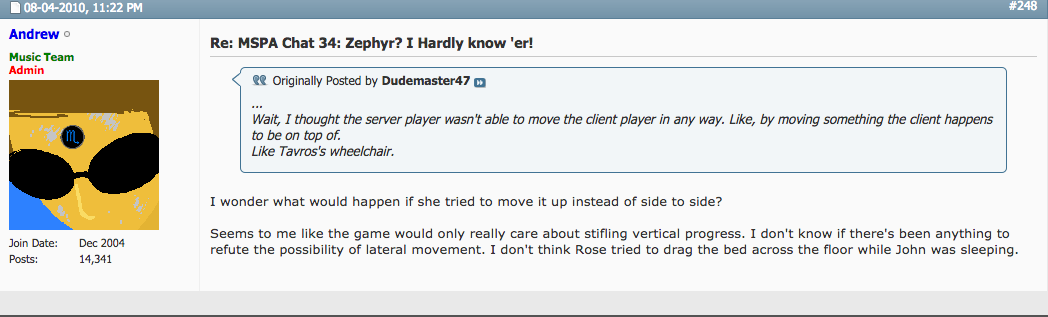 08-04-2010, 11:22 PM
#248
Andrew
Music Team
Admin
♏
Join Date: Dec 2004
Posts: 14,341
Re: MSPA Chat 34: Zephyr? I Hardly know 'er!
Originally Posted by Dudemaster47
...
Wait, I thought the server player wasn't able to move the client player in any way. Like, by moving something the client happens
to be on top of.
Like Tavros's wheelchair.
I wonder what would happen if she tried to move it up instead of side to side?
Seems to me like the game would only really care about stifling vertical progress. I don't know if there's been anything to
refute the possibility of lateral movement. I don't think Rose tried to drag the bed across the floor while John was sleeping.